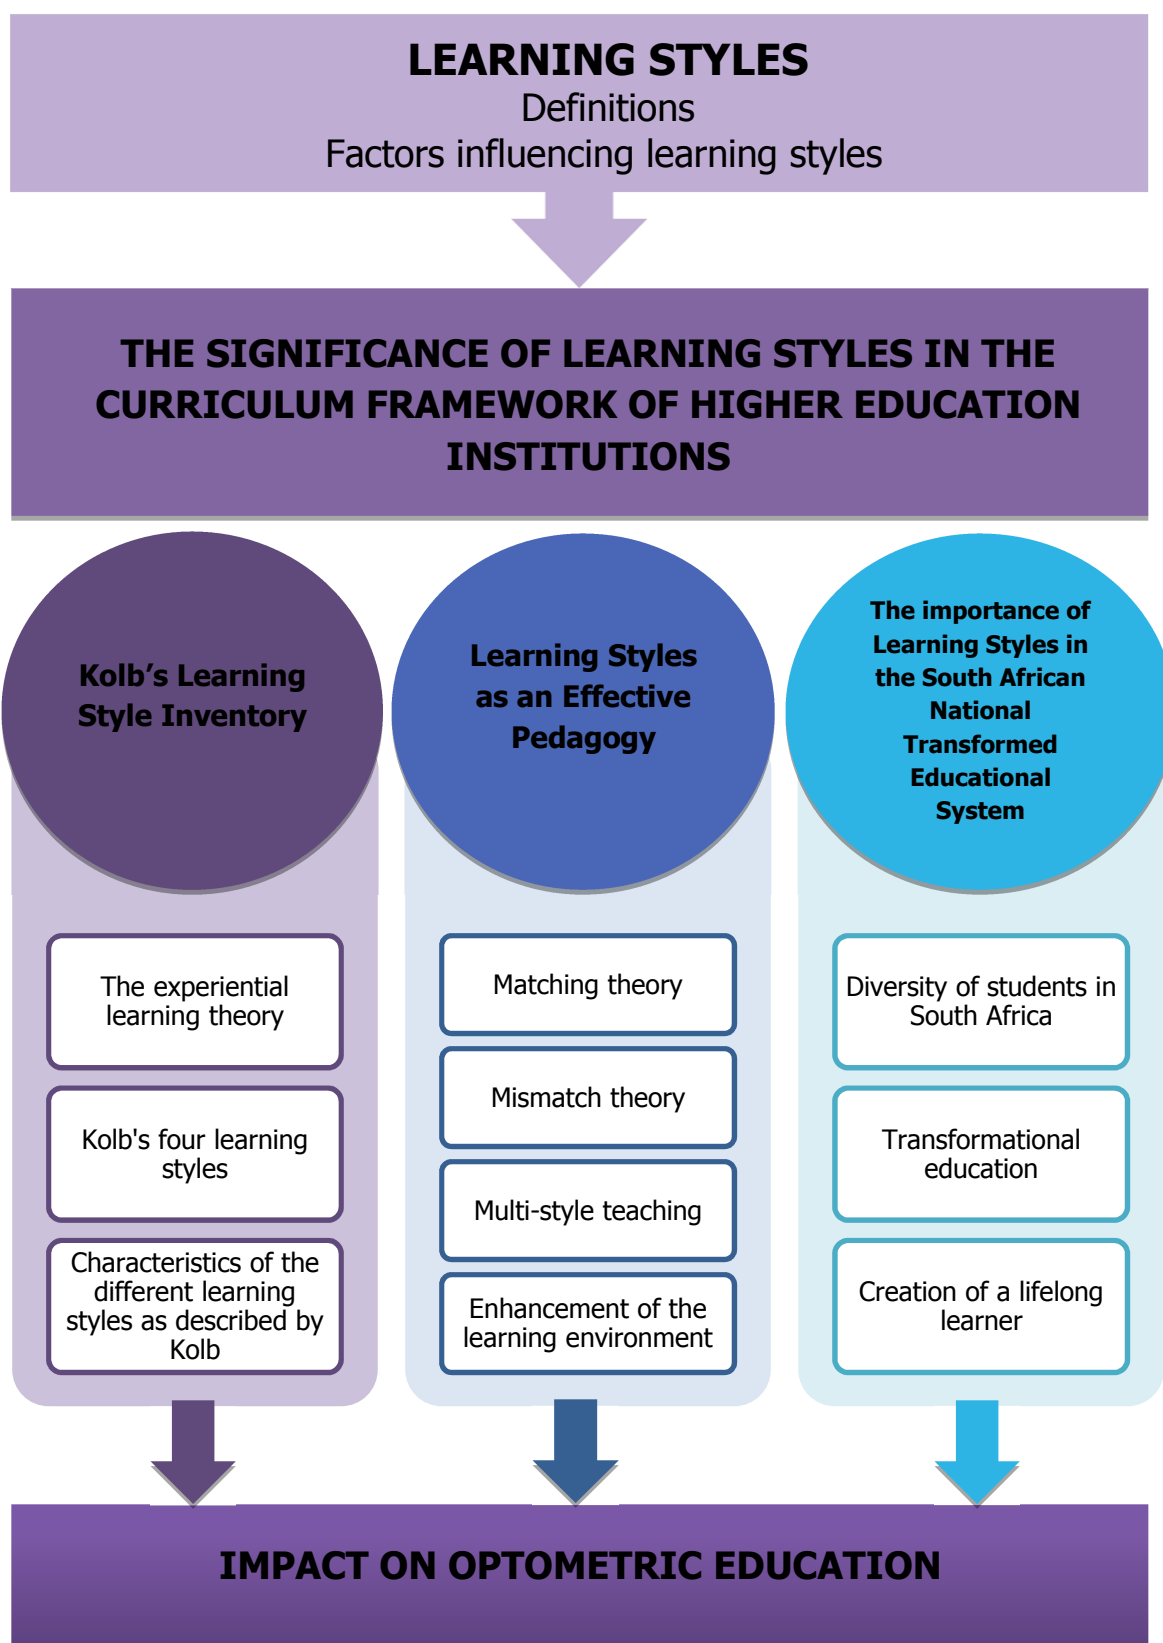 LEARNING STYLES
Definitions
Factors influencing learning styles
THE SIGNIFICANCE OF LEARNING STYLES IN THE
CURRICULUM FRAMEWORK OF HIGHER EDUCATION
INSTITUTIONS
Kolb’s Learning
Style Inventory
The experiential
learning theory
Kolb's four learning
styles
Characteristics of the
different learning
styles as described by
Kolb
Learning Styles
as an Effective
Pedagogy
Matching theory
Mismatch theory
Multi-style teaching
Enhancement of the
learning environment
The importance of
Learning Styles in
the South African
National
Transformed
Educational
System
Diversity of students in
South Africa
Transformational
education
Creation of a lifelong
learner
IMPACT ON OPTOMETRIC EDUCATION